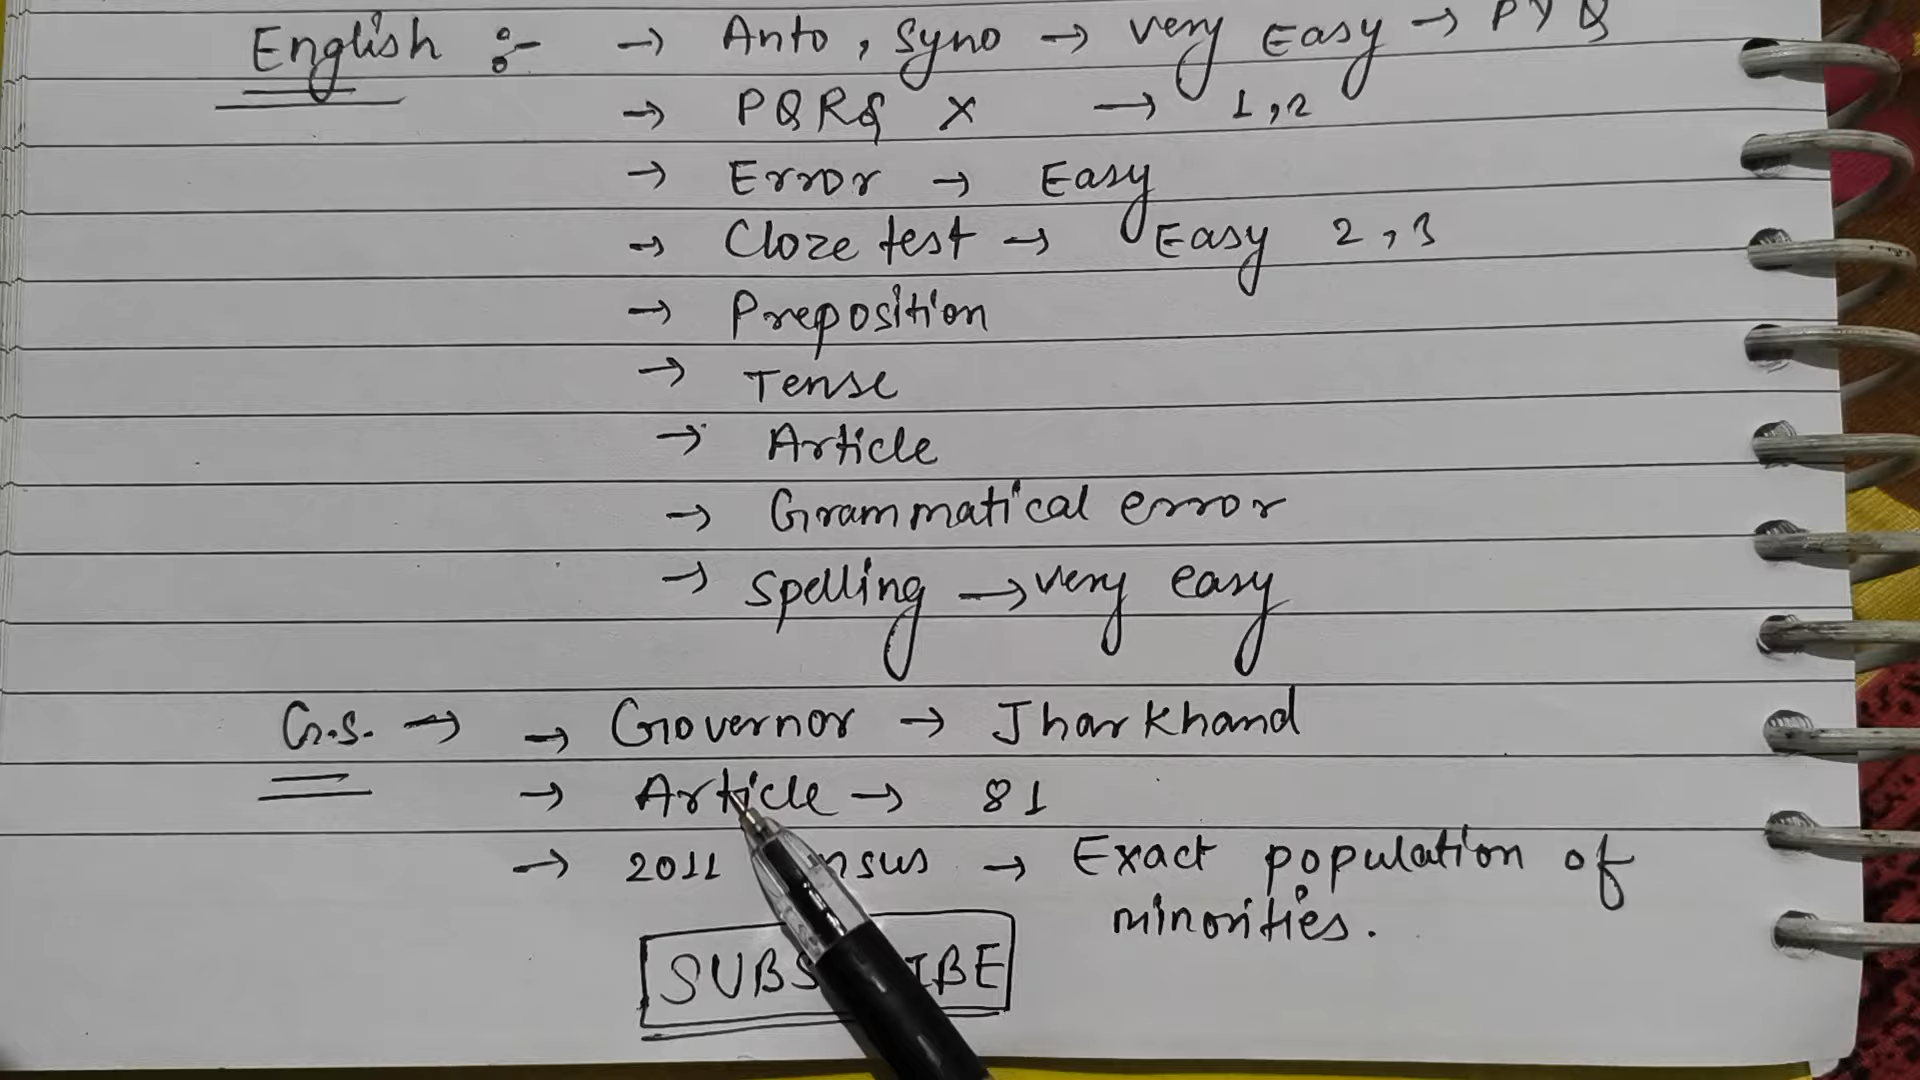 English :- → Anto, Syno → very Easy → PYQ
→ PQRS × → 1,2
→ Error → Easy
→ Cloze test → Easy 2,3
→ Preposition
→ Tense
→ Article
→ Grammatical error
→ Spelling → very easy
G.S. → → Governor → Jharkhand
→ Article → 81
→ 2011 → Exact population of
minorities.